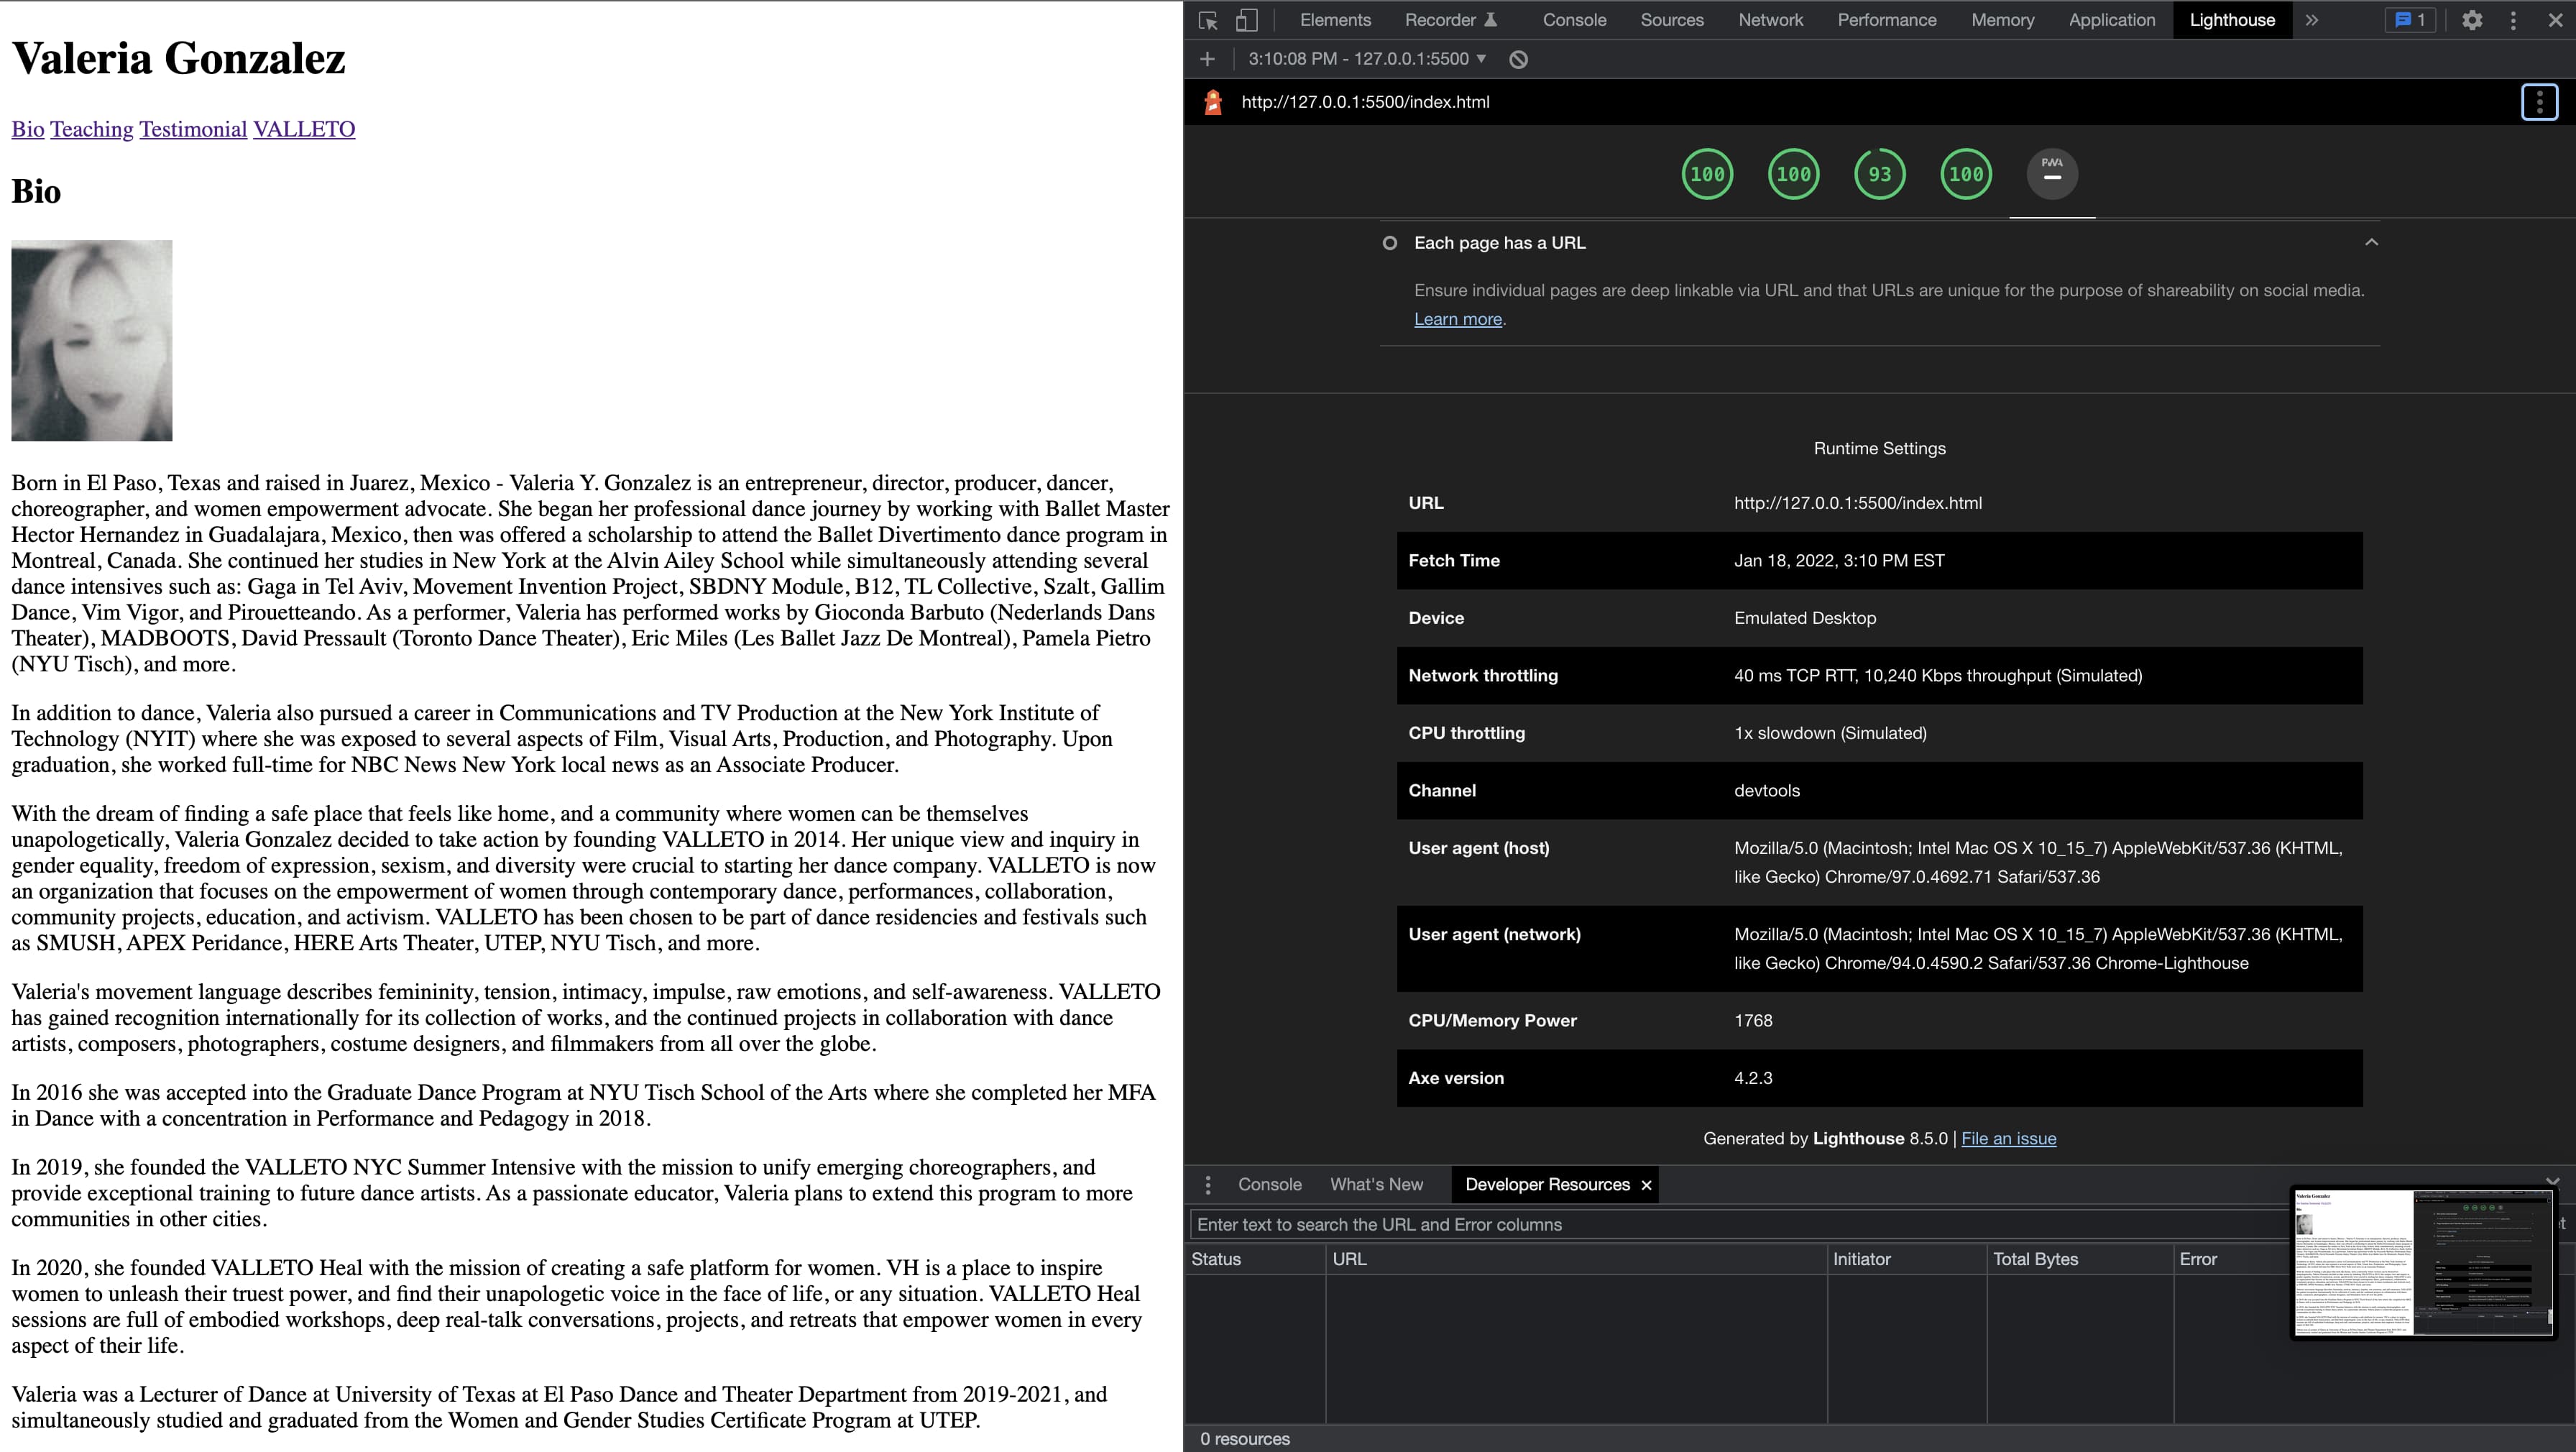 Valeria Gonzalez
Bio Teaching Testimonial VALLETO
Bio
Born in El Paso, Texas and raised in Juarez, Mexico - Valeria Y. Gonzalez is an entrepreneur, director, producer, dancer,
choreographer, and women empowerment advocate. She began her professional dance journey by working with Ballet Master
Hector Hernandez in Guadalajara, Mexico, then was offered a scholarship to attend the Ballet Divertimento dance program in
Montreal, Canada. She continued her studies in New York at the Alvin Ailey School while simultaneously attending several
dance intensives such as: Gaga in Tel Aviv, Movement Invention Project, SBDNY Module, B12, TL Collective, Szalt, Gallim
Dance, Vim Vigor, and Pirouetteando. As a performer, Valeria has performed works by Gioconda Barbuto (Nederlands Dans
Theater), MADBOOTS, David Pressault (Toronto Dance Theater), Eric Miles (Les Ballet Jazz De Montreal), Pamela Pietro
(NYU Tisch), and more.
In addition to dance, Valeria also pursued a career in Communications and TV Production at the New York Institute of
Technology (NYIT) where she was exposed to several aspects of Film, Visual Arts, Production, and Photography. Upon
graduation, she worked full-time for NBC News New York local news as an Associate Producer.
With the dream of finding a safe place that feels like home, and a community where women can be themselves
unapologetically, Valeria Gonzalez decided to take action by founding VALLETO in 2014. Her unique view and inquiry in
gender equality, freedom of expression, sexism, and diversity were crucial to starting her dance company. VALLETO is now
an organization that focuses on the empowerment of women through contemporary dance, performances, collaboration,
community projects, education, and activism. VALLETO has been chosen to be part of dance residencies and festivals such
as SMUSH, APEX Peridance, HERE Arts Theater, UTEP, NYU Tisch, and more.
Valeria's movement language describes femininity, tension, intimacy, impulse, raw emotions, and self-awareness. VALLETO
has gained recognition internationally for its collection of works, and the continued projects in collaboration with dance
artists, composers, photographers, costume designers, and filmmakers from all over the globe.
In 2016 she was accepted into the Graduate Dance Program at NYU Tisch School of the Arts where she completed her MFA
in Dance with a concentration in Performance and Pedagogy in 2018.
In 2019, she founded the VALLETO NYC Summer Intensive with the mission to unify emerging choreographers, and
provide exceptional training to future dance artists. As a passionate educator, Valeria plans to extend this program to more
communities in other cities.
In 2020, she founded VALLETO Heal with the mission of creating a safe platform for women. VH is a place to inspire
women to unleash their truest power, and find their unapologetic voice in the face of life, or any situation. VALLETO Heal
sessions are full of embodied workshops, deep real-talk conversations, projects, and retreats that empower women in every
aspect of their life.
Valeria was a Lecturer of Dance at University of Texas at El Paso Dance and Theater Department from 2019-2021, and
simultaneously studied and graduated from the Women and Gender Studies Certificate Program at UTEP.
Elements Recorder Console Sources Network Performance Memory Application Lighthouse 1
3:10:08 PM - 127.0.0.1:5500
http://127.0.0.1:5500/index.html
100 100 93 100 PWA
Each page has a URL
Ensure individual pages are deep linkable via URL and that URLs are unique for the purpose of shareability on social media.
Learn more.
Runtime Settings
URL http://127.0.0.1:5500/index.html
Fetch Time Jan 18, 2022, 3:10 PM EST
Device Emulated Desktop
Network throttling 40 ms TCP RTT, 10,240 Kbps throughput (Simulated)
CPU throttling 1x slowdown (Simulated)
Channel devtools
User agent (host) Mozilla/5.0 (Macintosh; Intel Mac OS X 10_15_7) AppleWebKit/537.36 (KHTML,
like Gecko) Chrome/97.0.4692.71 Safari/537.36
User agent (network) Mozilla/5.0 (Macintosh; Intel Mac OS X 10_15_7) AppleWebKit/537.36 (KHTML,
like Gecko) Chrome/94.0.4590.2 Safari/537.36 Chrome-Lighthouse
CPU/Memory Power 1768
Axe version 4.2.3
Generated by Lighthouse 8.5.0 | File an issue
Console What's New Developer Resources
Enter text to search the URL and Error columns
Status URL Initiator Total Bytes Error
0 resources